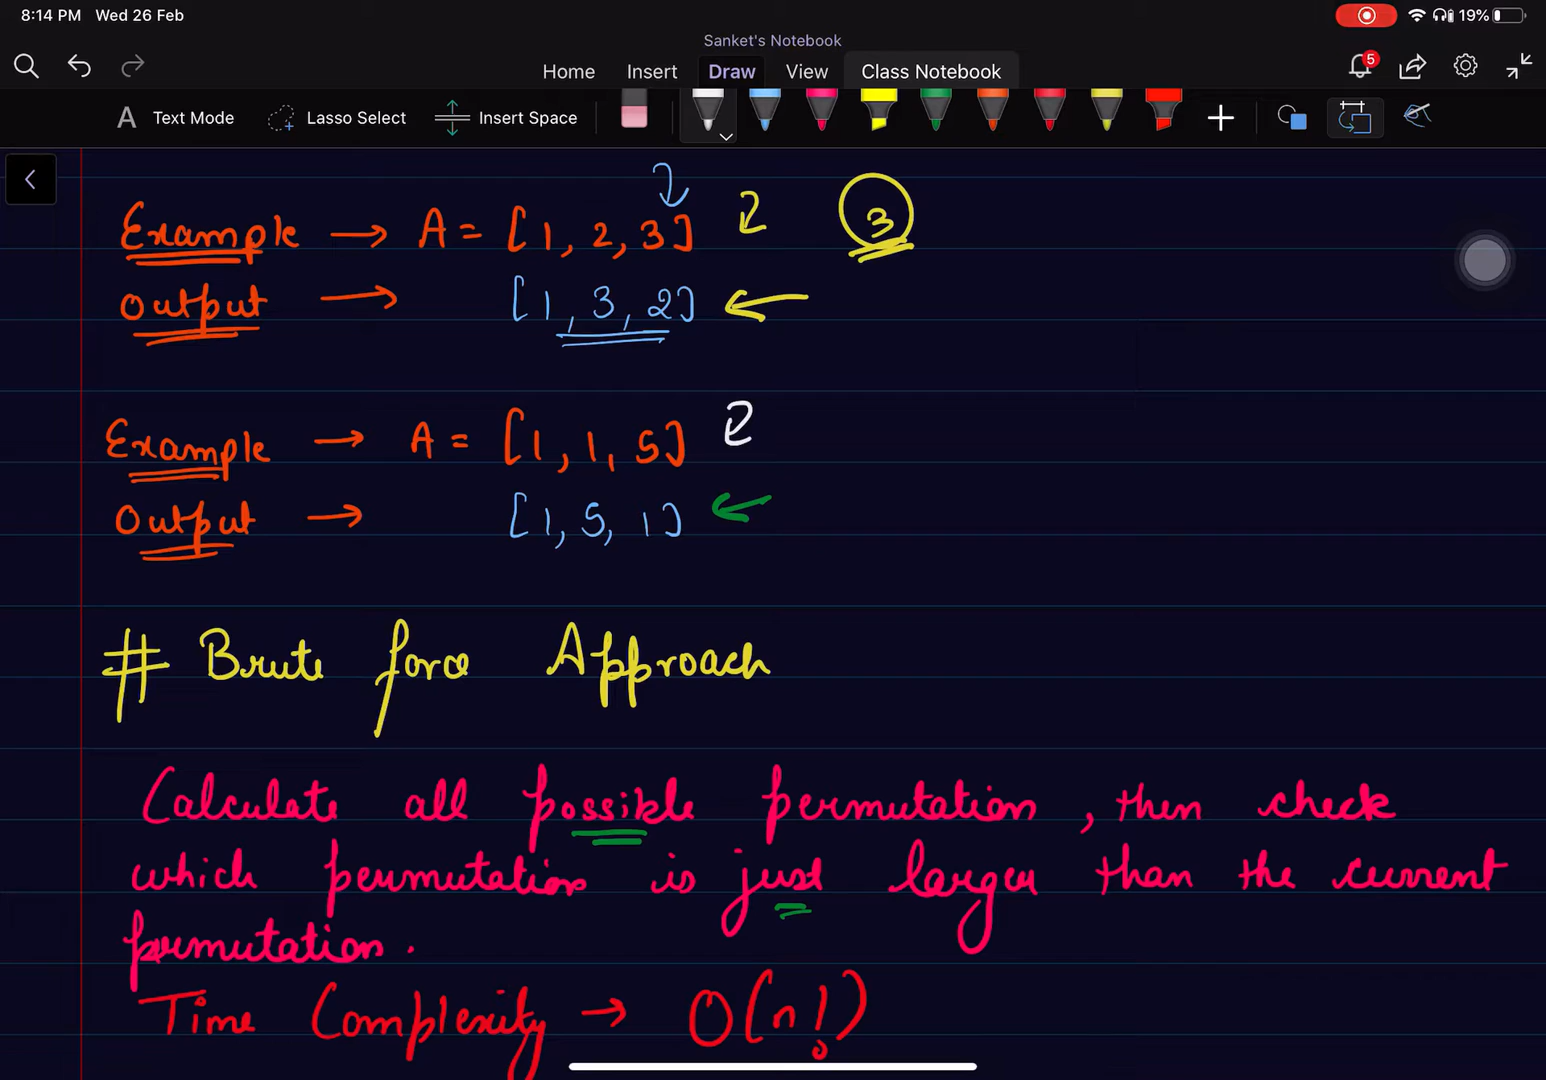 8:14 PM Wed 26 Feb
19%
Sanket's Notebook
Home Insert Draw View Class Notebook
5
Text Mode Lasso Select Insert Space
Example → A = [1, 2, 3] 3
Output → [1, 3, 2] ←
Example → A = [1, 1, 5]
Output → [1, 5, 1] ←
# Brute force Approach
Calculate all possible permutation, then check
which permutation is just larger than the current
permutation.
Time Complexity → O(n!)